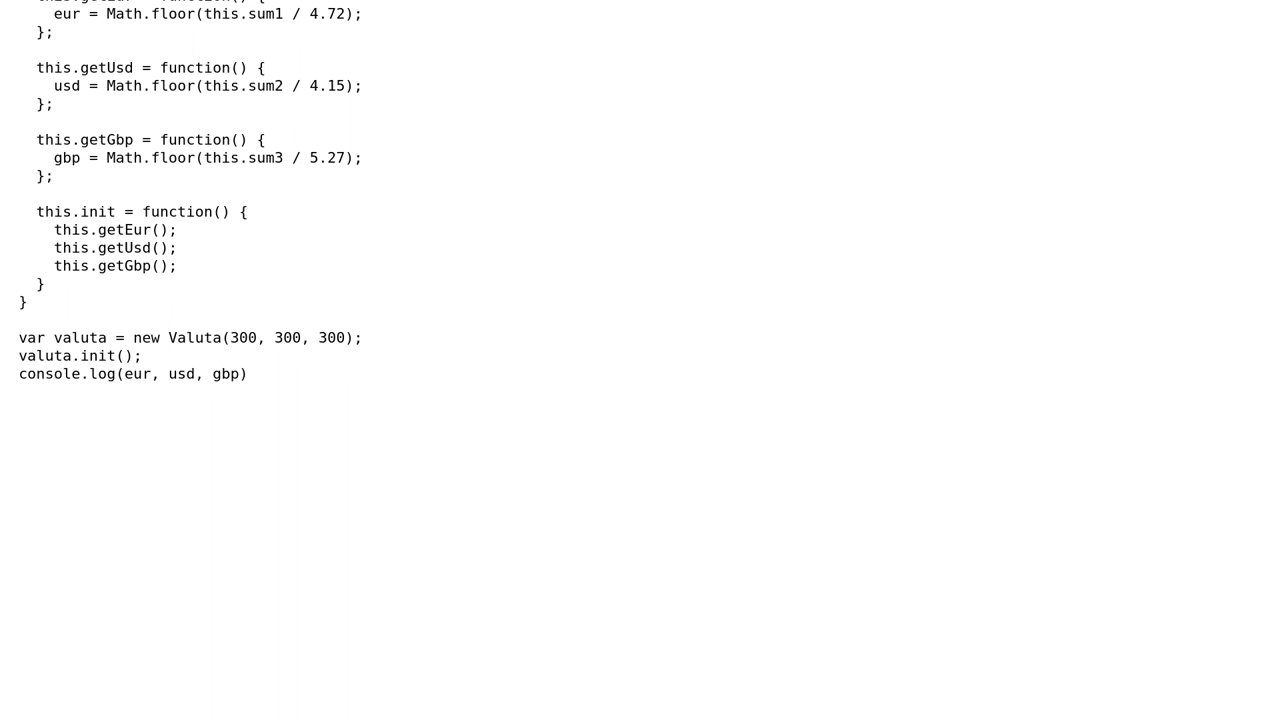 eur = Math.floor(this.sum1 / 4.72);
};
this.getUsd = function() {
usd = Math.floor(this.sum2 / 4.15);
};
this.getGbp = function() {
gbp = Math.floor(this.sum3 / 5.27);
};
this.init = function() {
this.getEur();
this.getUsd();
this.getGbp();
}
}
var valuta = new Valuta(300, 300, 300);
valuta.init();
console.log(eur, usd, gbp)